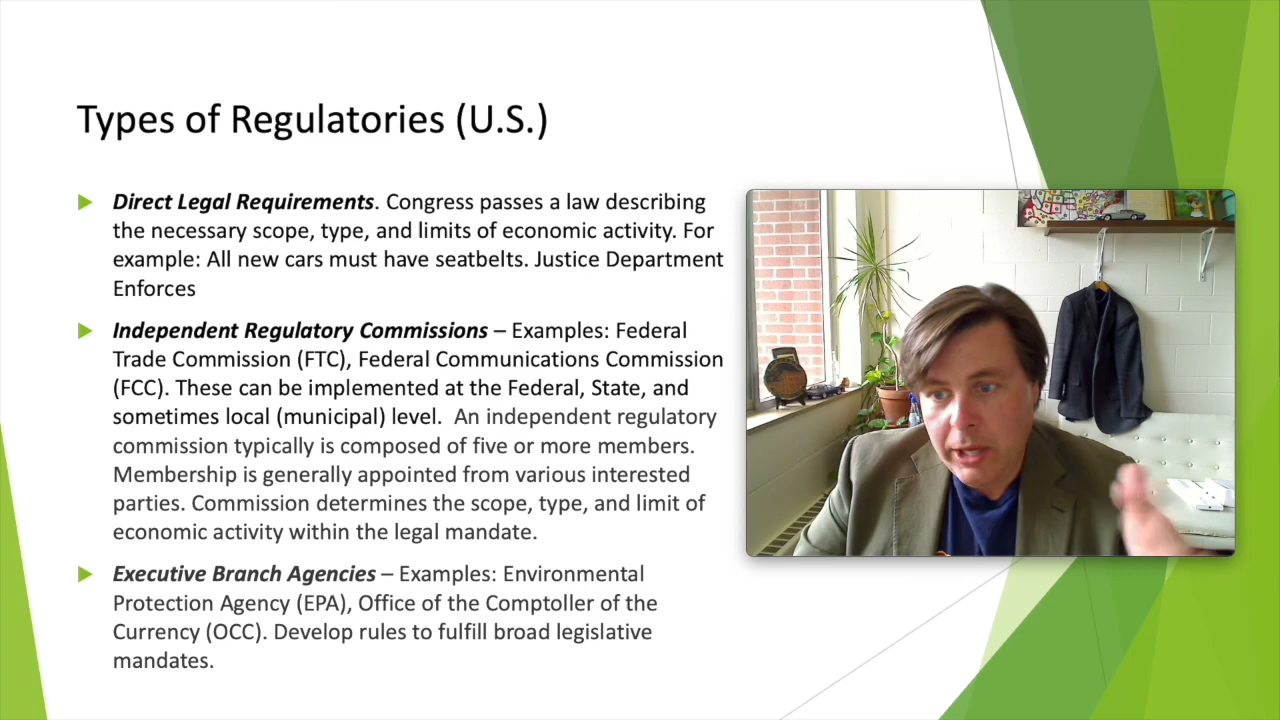 Types of Regulatories (U.S.)
Direct Legal Requirements. Congress passes a law describing
the necessary scope, type, and limits of economic activity. For
example: All new cars must have seatbelts. Justice Department
Enforces
Independent Regulatory Commissions – Examples: Federal
Trade Commission (FTC), Federal Communications Commission
(FCC). These can be implemented at the Federal, State, and
sometimes local (municipal) level.  An independent regulatory
commission typically is composed of five or more members.
Membership is generally appointed from various interested
parties. Commission determines the scope, type, and limit of
economic activity within the legal mandate.
Executive Branch Agencies – Examples: Environmental
Protection Agency (EPA), Office of the Comptoller of the
Currency (OCC). Develop rules to fulfill broad legislative
mandates.